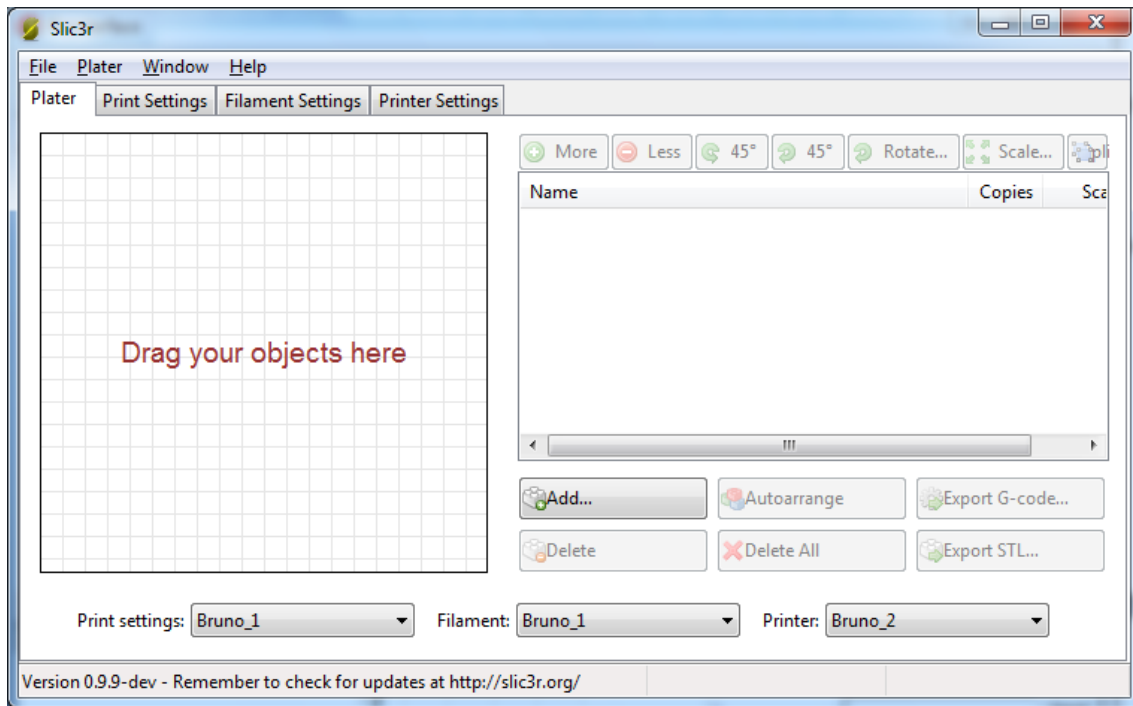 Slic3r
File Plater Window Help
Plater Print Settings Filament Settings Printer Settings
More Less 45° 45° Rotate... Scale... pli
Name Copies Sca
Drag your objects here
Add... Autoarrange Export G-code...
Delete Delete All Export STL...
Print settings: Bruno_1 Filament: Bruno_1 Printer: Bruno_2
Version 0.9.9-dev - Remember to check for updates at http://slic3r.org/